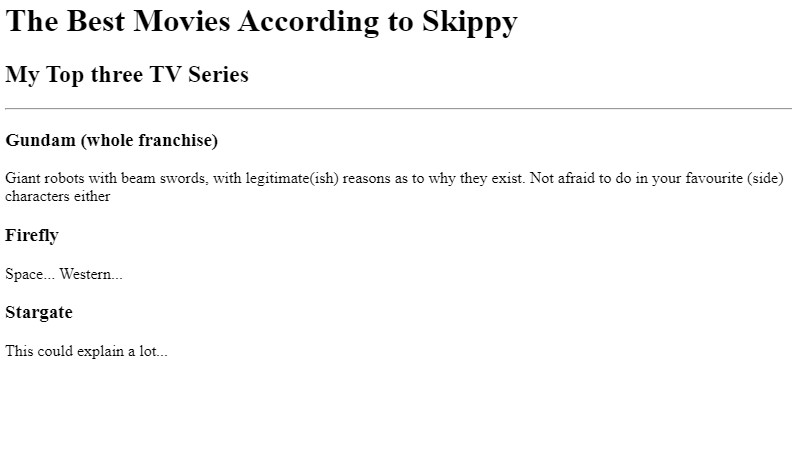 The Best Movies According to Skippy
My Top three TV Series
Gundam (whole franchise)
Giant robots with beam swords, with legitimate(ish) reasons as to why they exist. Not afraid to do in your favourite (side)
characters either
Firefly
Space... Western...
Stargate
This could explain a lot...